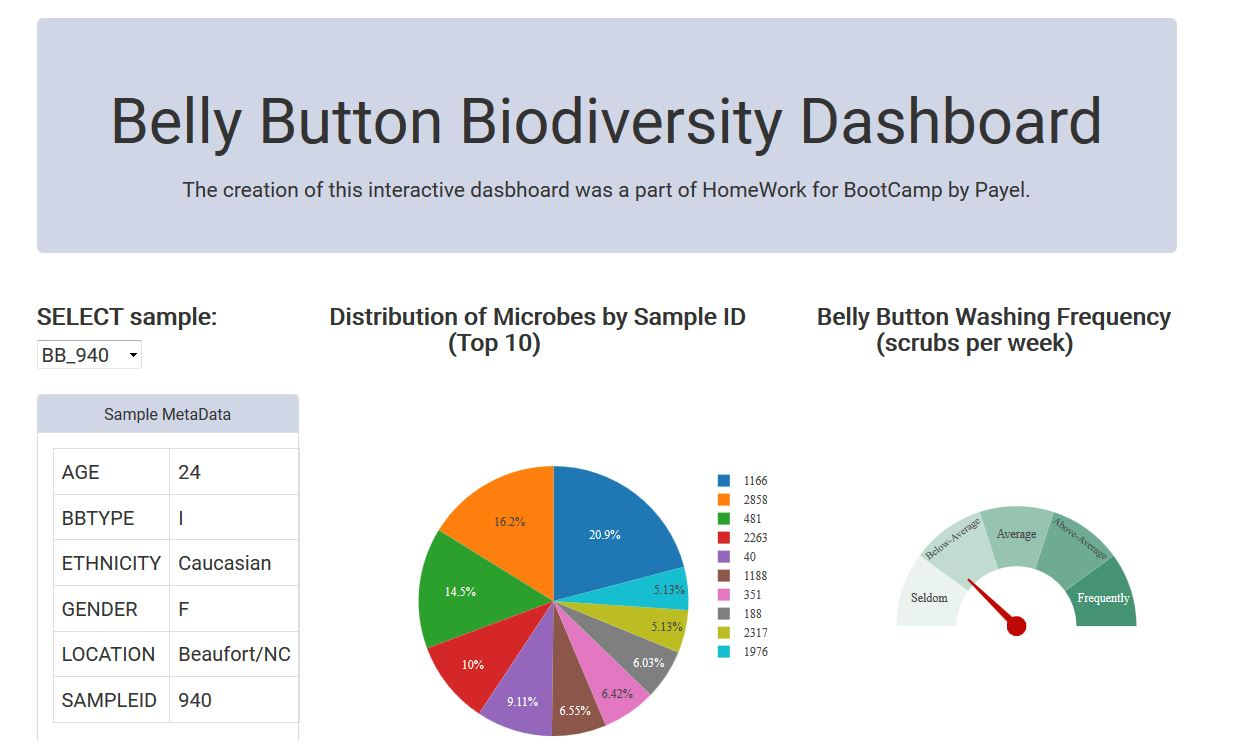 Belly Button Biodiversity Dashboard
The creation of this interactive dasbhoard was a part of HomeWork for BootCamp by Payel.
SELECT sample:
BB_940
Sample MetaData
AGE 24
BBTYPE I
ETHNICITY Caucasian
GENDER F
LOCATION Beaufort/NC
SAMPLEID 940
Distribution of Microbes by Sample ID
(Top 10)
20.9%
16.2%
14.5%
10%
9.11%
6.55%
6.42%
6.03%
5.13%
5.13%
1166
2858
481
2263
40
1188
351
188
2317
1976
Belly Button Washing Frequency
(scrubs per week)
Seldom
Below-Average
Average
Above-Average
Frequently